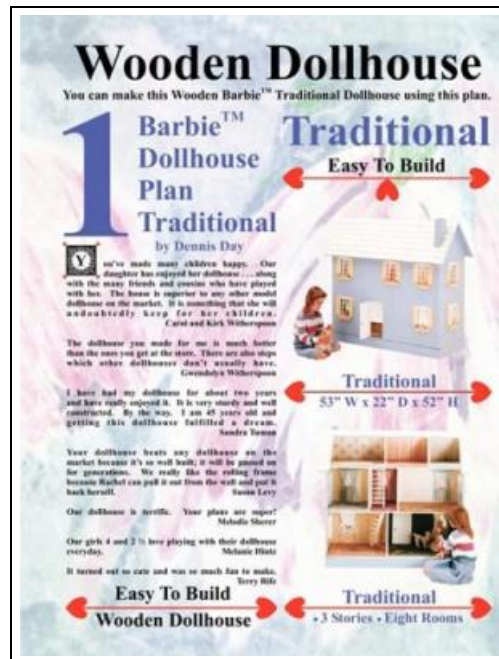 Wooden Dollhouse
You can make this Wooden Barbie™ Traditional Dollhouse using this plan.
1
Barbie™
Dollhouse
Plan
Traditional
by Dennis Day
You've made many children happy. Our
daughter has enjoyed her dollhouse . . . along
with the many friends and cousins who have played
with her. The house is superior to any other model
dollhouse on the market. It is something that she will
undoubtedly keep for her children.
Carol and Kirk Witherspoon
The dollhouse you made for me is much better
than the ones you get at the store. There are also steps
which other dollhouses don't usually have.
Gwendolyn Witherspoon
I have had my dollhouse for about two years
and have really enjoyed it. It is very sturdy and well
constructed. By the way, I am 45 years old and
getting this dollhouse fulfilled a dream.
Sandra Tuman
Your dollhouse beats any dollhouse on the
market because it's so well built; it will be passed on
for generations. We really like the rolling frame
because Rachel can pull it out from the wall and put it
back herself. Susan Levy
Our dollhouse is terrific. Your plans are super!
Melodie Sherer
Our girls 4 and 2 ½ love playing with their dollhouse
everyday. Melanie Hintz
It turned out so cute and was so much fun to make.
Terry Rife
Easy To Build
Wooden Dollhouse
Traditional
Easy To Build
Traditional
53" W x 22" D x 52" H
Traditional
• 3 Stories • Eight Rooms